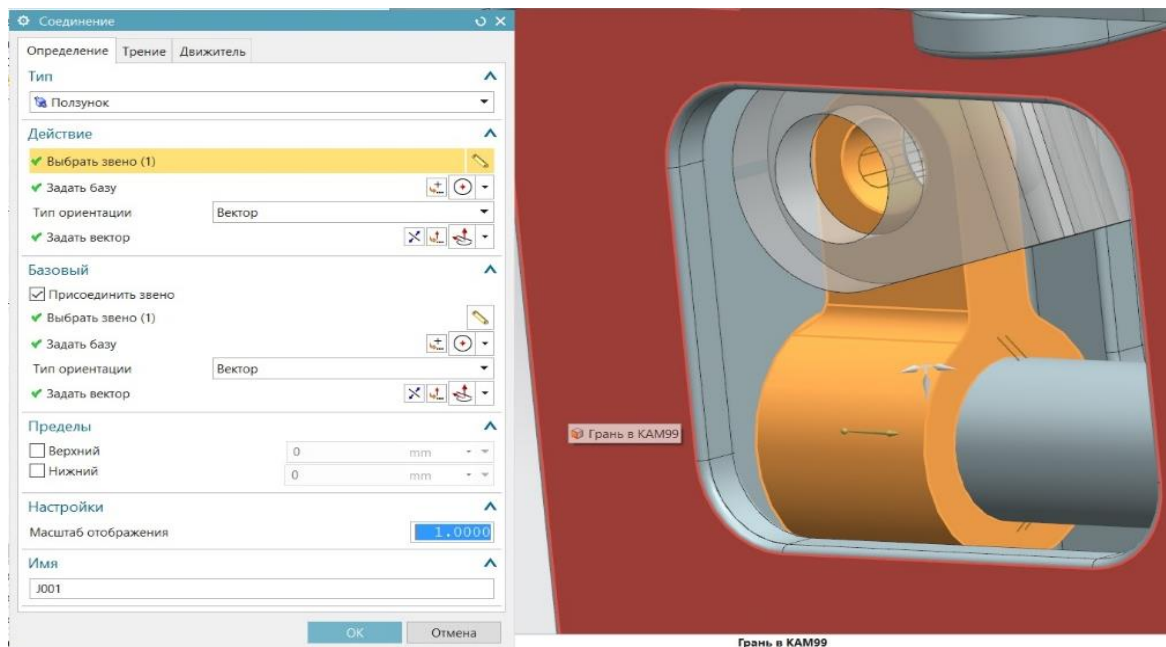 Соединение
Определение Трение Движитель
Тип
Ползунок
Действие
Выбрать звено (1)
Задать базу
Тип ориентации Вектор
Задать вектор
Базовый
Присоединить звено
Выбрать звено (1)
Задать базу
Тип ориентации Вектор
Задать вектор
Пределы
Верхний 0 mm
Нижний 0 mm
Настройки
Масштаб отображения 1.0000
Имя
J001
ОК Отмена
Грань в KAM99
Грань в KAM99